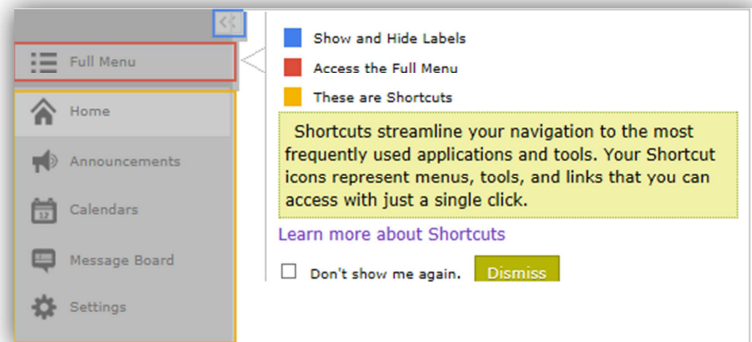 Full Menu
Home
Announcements
12
Calendars
Message Board
Settings
Show and Hide Labels
Access the Full Menu
These are Shortcuts
Shortcuts streamline your navigation to the most
frequently used applications and tools. Your Shortcut
icons represent menus, tools, and links that you can
access with just a single click.
Learn more about Shortcuts
Don't show me again. Dismiss